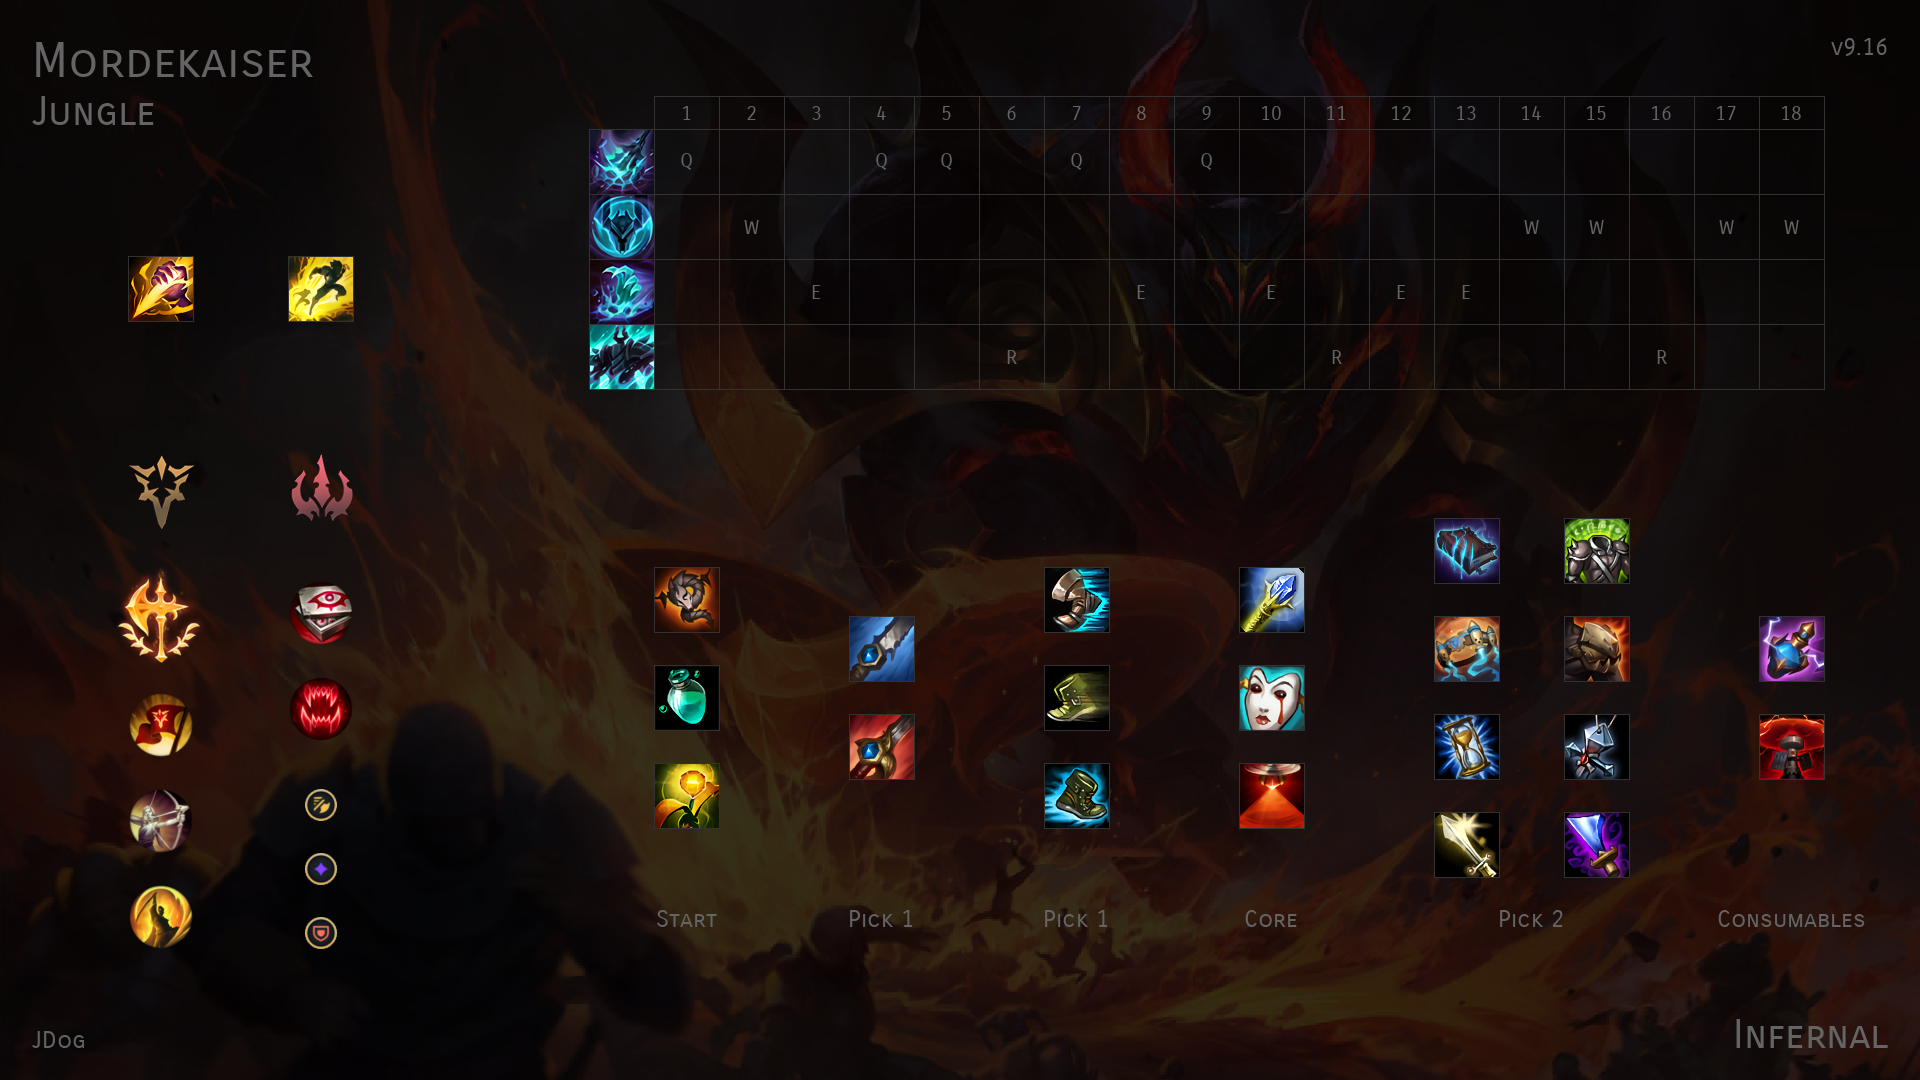 Mordekaiser
Jungle
v9.16
1 2 3 4 5 6 7 8 9 10 11 12 13 14 15 16 17 18
Q Q Q Q Q
W W W W W
E E E E E
R R R
Start Pick 1 Pick 1 Core Pick 2 Consumables
JDog
Infernal